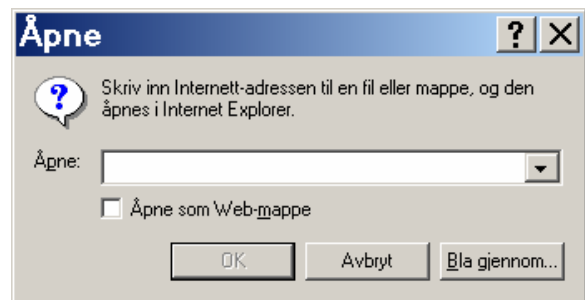 Åpne
Skriv inn Internett-adressen til en fil eller mappe, og den
åpnes i Internet Explorer.
Åpne:
Åpne som Web-mappe
OK Avbryt Bla gjennom...